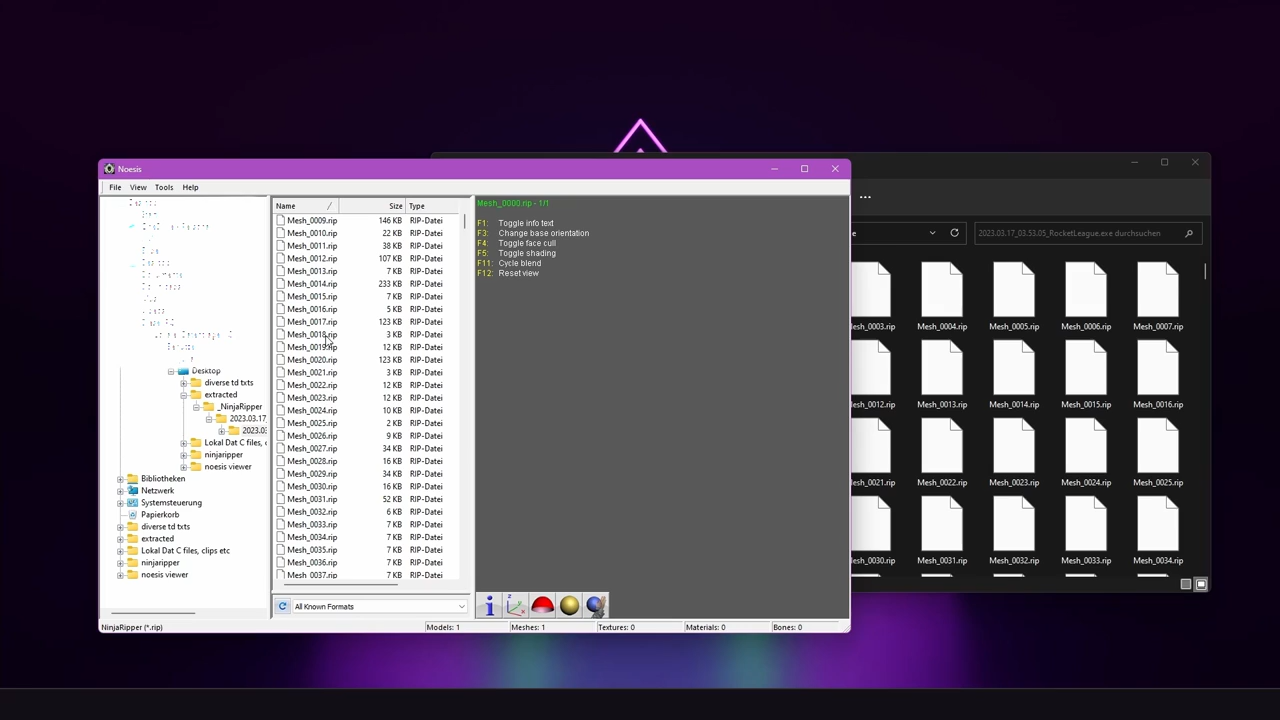 Noesis
File View Tools Help
Desktop
diverse td txts
extracted
_NinjaRipper
2023.03.17
2023.03
Lokal Dat C files, c
ninjaripper
noesis viewer
Bibliotheken
Netzwerk
Systemsteuerung
Papierkorb
diverse td txts
extracted
Lokal Dat C files, clips etc
ninjaripper
noesis viewer
Name / Size Type
Mesh_0009.rip 146 KB RIP-Datei
Mesh_0010.rip 22 KB RIP-Datei
Mesh_0011.rip 38 KB RIP-Datei
Mesh_0012.rip 107 KB RIP-Datei
Mesh_0013.rip 7 KB RIP-Datei
Mesh_0014.rip 233 KB RIP-Datei
Mesh_0015.rip 7 KB RIP-Datei
Mesh_0016.rip 5 KB RIP-Datei
Mesh_0017.rip 123 KB RIP-Datei
Mesh_0018.rip 3 KB RIP-Datei
Mesh_0019.rip 12 KB RIP-Datei
Mesh_0020.rip 123 KB RIP-Datei
Mesh_0021.rip 3 KB RIP-Datei
Mesh_0022.rip 12 KB RIP-Datei
Mesh_0023.rip 12 KB RIP-Datei
Mesh_0024.rip 10 KB RIP-Datei
Mesh_0025.rip 2 KB RIP-Datei
Mesh_0026.rip 9 KB RIP-Datei
Mesh_0027.rip 34 KB RIP-Datei
Mesh_0028.rip 16 KB RIP-Datei
Mesh_0029.rip 34 KB RIP-Datei
Mesh_0030.rip 16 KB RIP-Datei
Mesh_0031.rip 52 KB RIP-Datei
Mesh_0032.rip 6 KB RIP-Datei
Mesh_0033.rip 7 KB RIP-Datei
Mesh_0034.rip 7 KB RIP-Datei
Mesh_0035.rip 7 KB RIP-Datei
Mesh_0036.rip 7 KB RIP-Datei
Mesh_0037.rip 7 KB RIP-Datei
All Known Formats
Mesh_0000.rip - 1/1
F1: Toggle info text
F3: Change base orientation
F4: Toggle face cull
F5: Toggle shading
F11: Cycle blend
F12: Reset view
NinjaRipper (*.rip) Models: 1 Meshes: 1 Textures: 0 Materials: 0 Bones: 0
e 2023.03.17_03.53.05_RocketLeague.exe durchsuchen
sh_0003.rip Mesh_0004.rip Mesh_0005.rip Mesh_0006.rip Mesh_0007.rip
sh_0012.rip Mesh_0013.rip Mesh_0014.rip Mesh_0015.rip Mesh_0016.rip
sh_0021.rip Mesh_0022.rip Mesh_0023.rip Mesh_0024.rip Mesh_0025.rip
sh_0030.rip Mesh_0031.rip Mesh_0032.rip Mesh_0033.rip Mesh_0034.rip